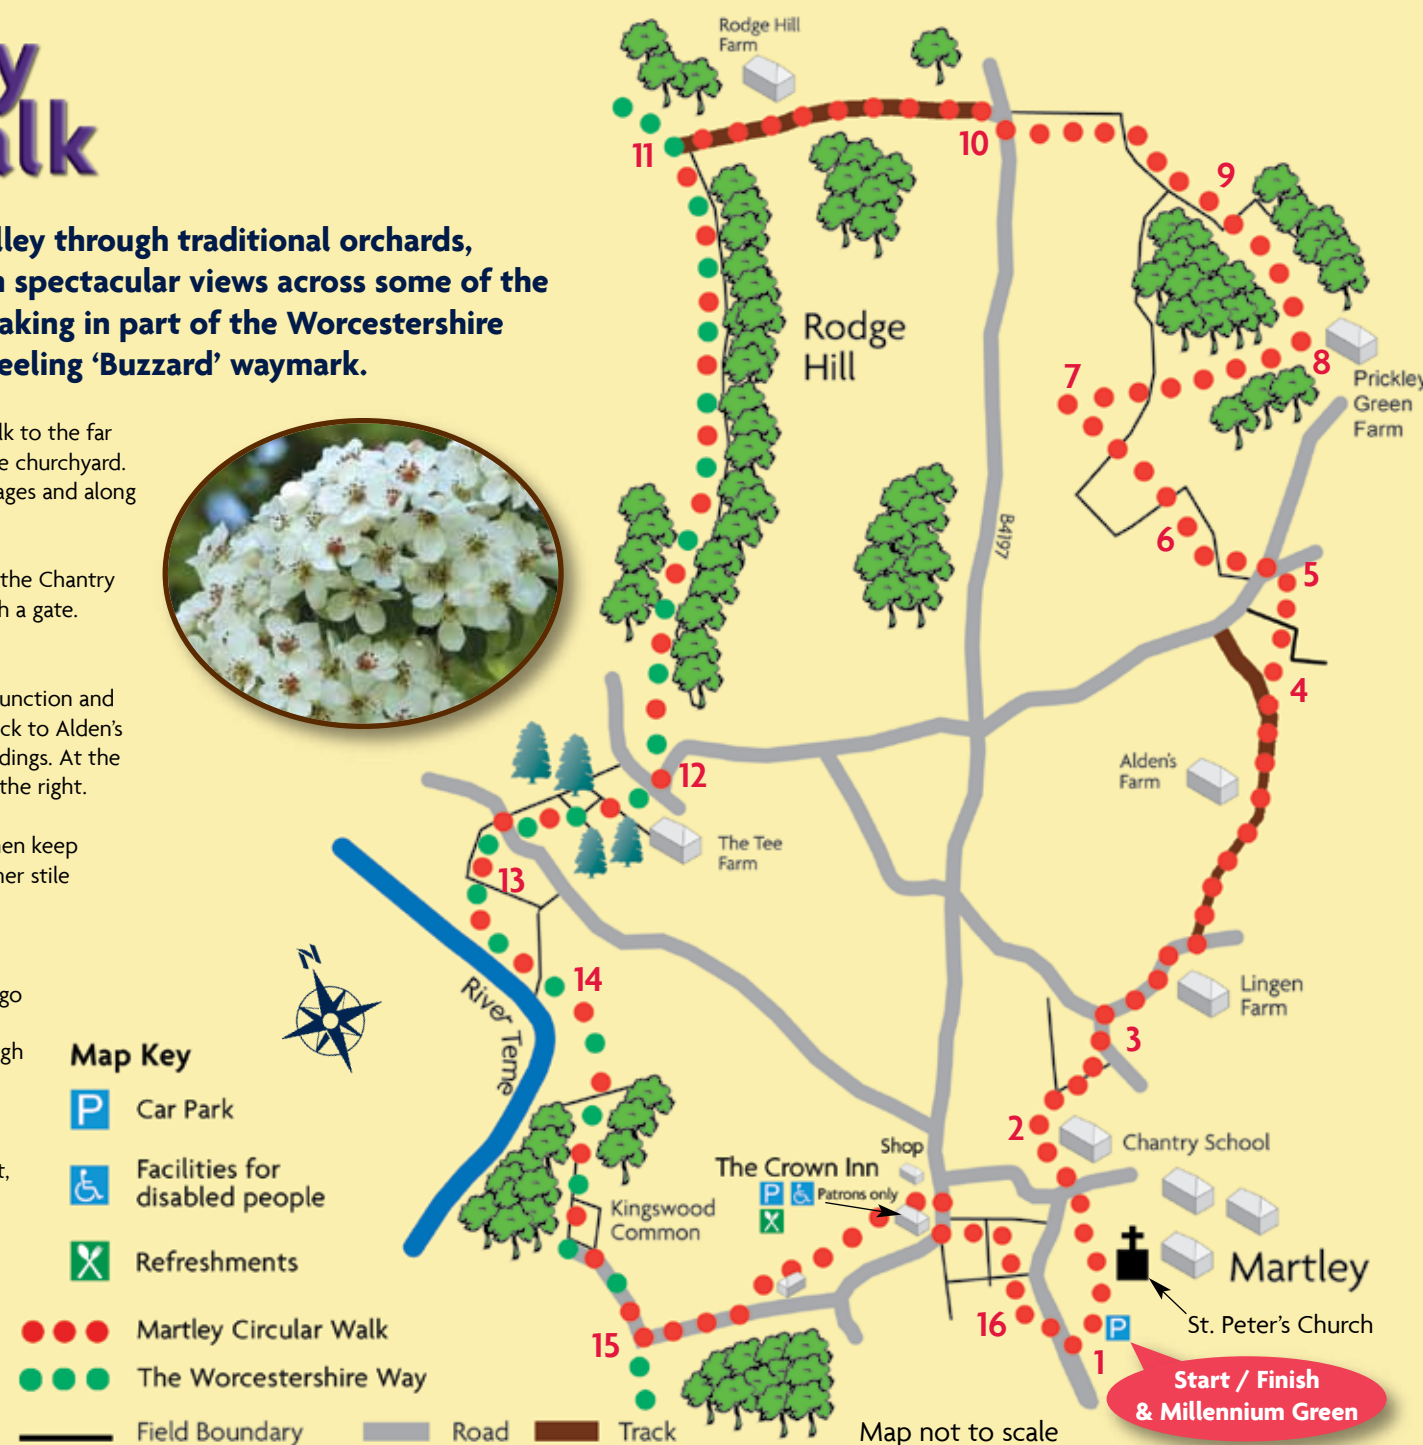 y
alk
lley through traditional orchards,
n spectacular views across some of the
aking in part of the Worcestershire
eeling ‘Buzzard’ waymark.
lk to the far
e churchyard.
ages and along
the Chantry
h a gate.
unction and
ck to Alden’s
dings. At the
the right.
en keep
er stile
go
gh
t,
Rodge Hill
Farm
11
10
9
Rodge
Hill
8
Prickley
Green
Farm
7
B4197
6
5
4
12
Alden's
Farm
The Tee
Farm
13
14
N
River Teme
Lingen
Farm
3
2
Chantry School
Shop
The Crown Inn
P
Patrons only
Kingswood
Common
Martley
St. Peter’s Church
16
15
1
P
Start / Finish
& Millennium Green
Map not to scale
Map Key
P
Car Park
Facilities for
disabled people
Refreshments
Martley Circular Walk
The Worcestershire Way
Field Boundary
Road
Track